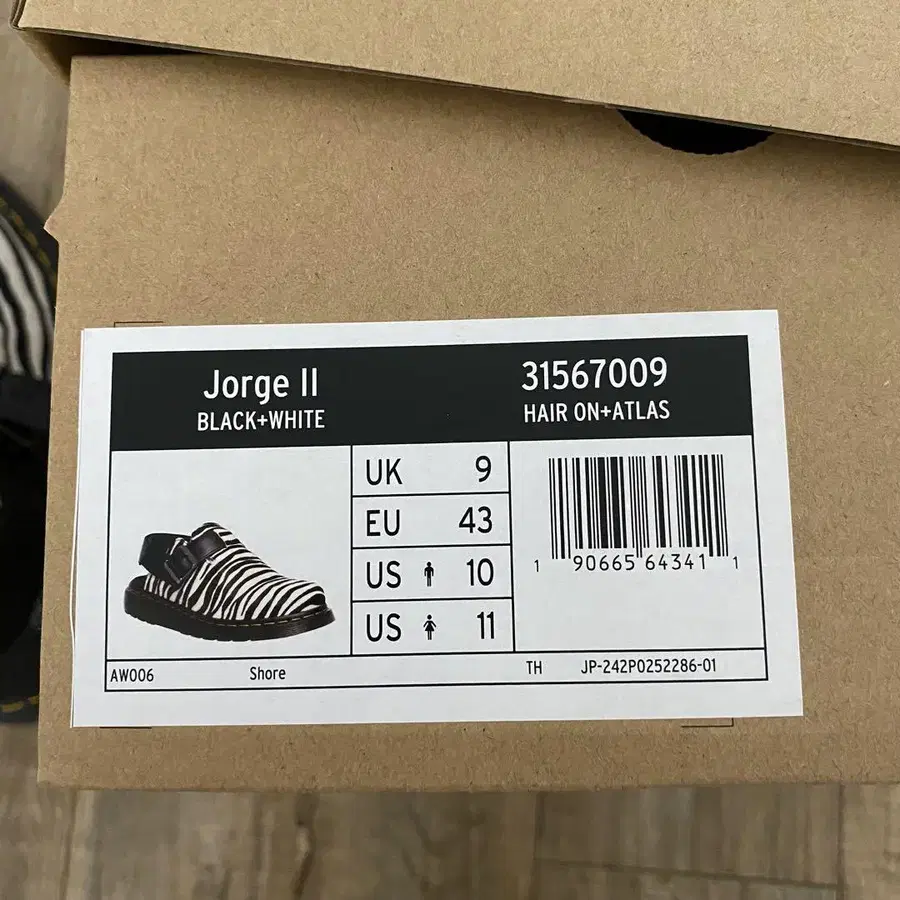 Jorge II
BLACK+WHITE
31567009
HAIR ON+ATLAS
UK 9
EU 43
US 10
US 11
1 90665 64341 1
AW006 Shore TH JP-242P0252286-01